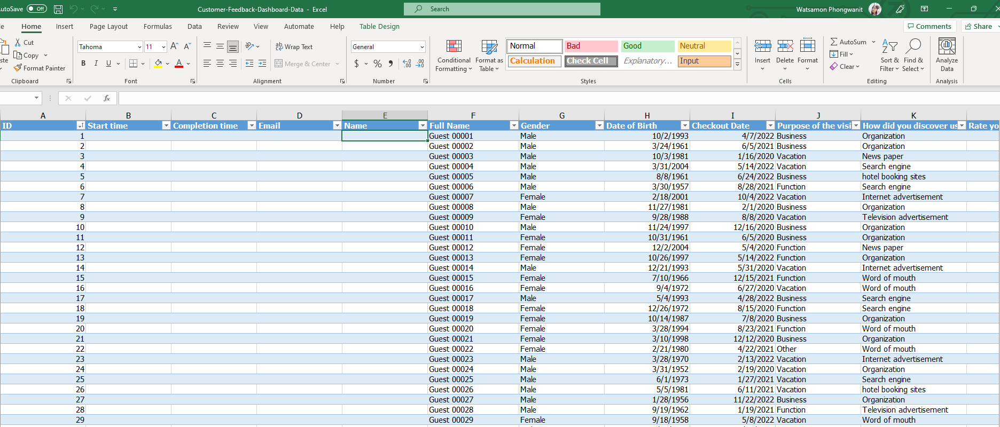 utoSave Off Customer-Feedback-Dashboard-Data - Excel Search Watsamon Phongwanit
le Home Insert Page Layout Formulas Data Review View Automate Help Table Design Comments Share
ste Cut Copy Format Painter
Clipboard
Tahoma 11 A A
B I U A
Font
ab Wrap Text
Merge & Center
Alignment
General
$ % 9 .00 .00
Number
Conditional Formatting Format as Table
Normal Bad Good Neutral
Calculation Check Cell Explanatory... Input
Styles
Insert Delete Format
Cells
AutoSum Fill Clear Sort & Filter Find & Select
Editing
Analyze Data
Analysis
fx
A B C D E F G H I J K
ID Start time Completion time Email Name Full Name Gender Date of Birth Checkout Date Purpose of the visi How did you discover us Rate yo
1 Guest 00001 Male 10/2/1993 4/7/2022 Business Organization
2 Guest 00002 Male 3/24/1961 6/5/2021 Business Organization
3 Guest 00003 Male 10/3/1981 1/16/2020 Vacation News paper
4 Guest 00004 Male 3/31/2004 5/14/2022 Vacation Search engine
5 Guest 00005 Male 8/8/1961 6/24/2022 Business hotel booking sites
6 Guest 00006 Male 3/30/1957 8/28/2021 Function Search engine
7 Guest 00007 Female 2/18/2001 10/4/2022 Vacation Internet advertisement
8 Guest 00008 Male 11/27/1981 2/1/2020 Business Organization
9 Guest 00009 Female 9/28/1988 8/8/2020 Vacation Television advertisement
10 Guest 00010 Male 11/24/1997 12/16/2020 Business Organization
11 Guest 00011 Female 10/31/1961 6/5/2020 Business Organization
12 Guest 00012 Female 12/2/2004 5/4/2020 Function News paper
13 Guest 00013 Female 10/26/1997 5/14/2022 Function Organization
14 Guest 00014 Male 12/21/1993 5/31/2020 Vacation Internet advertisement
15 Guest 00015 Female 7/10/1966 12/15/2021 Function Word of mouth
16 Guest 00016 Female 9/4/1972 6/27/2020 Vacation Word of mouth
17 Guest 00017 Male 5/4/1993 4/28/2022 Business Search engine
18 Guest 00018 Female 12/26/1972 8/15/2020 Function Search engine
19 Guest 00019 Female 10/14/1987 7/8/2020 Business Organization
20 Guest 00020 Female 3/28/1994 8/23/2021 Function Word of mouth
21 Guest 00021 Female 3/10/1998 12/12/2020 Business Organization
22 Guest 00022 Female 2/21/1980 4/22/2021 Other Word of mouth
23 Guest 00023 Male 3/28/1970 2/13/2022 Vacation Internet advertisement
24 Guest 00024 Male 3/31/1952 2/19/2020 Vacation Organization
25 Guest 00025 Male 6/1/1973 1/27/2021 Vacation Search engine
26 Guest 00026 Male 5/5/1981 6/11/2021 Vacation hotel booking sites
27 Guest 00027 Male 1/28/1956 11/22/2022 Business Organization
28 Guest 00028 Male 9/19/1962 1/19/2021 Function Television advertisement
29 Guest 00029 Female 9/18/1958 5/8/2022 Vacation Word of mouth